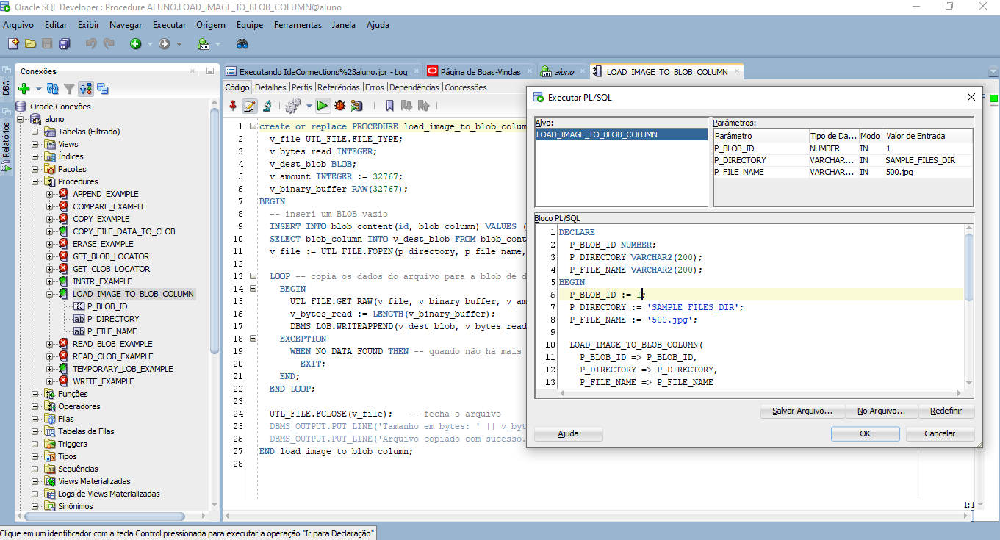 Oracle SQL Developer : Procedure ALUNO.LOAD_IMAGE_TO_BLOB_COLUMN@aluno
Arquivo Editar Exibir Navegar Executar Origem Equipe Ferramentas Janela Ajuda
Conexões
DBA
Relatórios
Oracle Conexões
aluno
Tabelas (Filtrado)
Views
Índices
Pacotes
Procedures
APPEND_EXAMPLE
COMPARE_EXAMPLE
COPY_EXAMPLE
COPY_FILE_DATA_TO_CLOB
ERASE_EXAMPLE
GET_BLOB_LOCATOR
GET_CLOB_LOCATOR
INSTR_EXAMPLE
LOAD_IMAGE_TO_BLOB_COLUMN
P_BLOB_ID
P_DIRECTORY
P_FILE_NAME
READ_BLOB_EXAMPLE
READ_CLOB_EXAMPLE
TEMPORARY_LOB_EXAMPLE
WRITE_EXAMPLE
Funções
Operadores
Filas
Tabelas de Filas
Triggers
Tipos
Sequências
Views Materializadas
Logs de Views Materializadas
Sinônimos
Executando IdeConnections%23aluno.jpr - Log
Página de Boas-Vindas
aluno
LOAD_IMAGE_TO_BLOB_COLUMN
Código Detalhes Perfis Referências Erros Dependências Concessões
1 create or replace PROCEDURE load_image_to_blob_colum
2 v_file UTL_FILE.FILE_TYPE;
3 v_bytes_read INTEGER;
4 v_dest_blob BLOB;
5 v_amount INTEGER := 32767;
6 v_binary_buffer RAW(32767);
7 BEGIN
8 -- inseri um BLOB vazio
9 INSERT INTO blob_content(id, blob_column) VALUES (
10 SELECT blob_column INTO v_dest_blob FROM blob_cont
11 v_file := UTL_FILE.FOPEN(p_directory, p_file_name,
12
13 LOOP -- copia os dados do arquivo para a blob de d
14 BEGIN
15 UTL_FILE.GET_RAW(v_file, v_binary_buffer, v_am
16 v_bytes_read := LENGTH(v_binary_buffer);
17 DBMS_LOB.WRITEAPPEND(v_dest_blob, v_bytes_read
18 EXCEPTION
19 WHEN NO_DATA_FOUND THEN -- quando não há mais
20 EXIT;
21 END;
22 END LOOP;
23
24 UTL_FILE.FCLOSE(v_file); -- fecha o arquivo
25 DBMS_OUTPUT.PUT_LINE('Tamanho em bytes: ' || v_byt
26 DBMS_OUTPUT.PUT_LINE('Arquivo copiado com sucesso.
27 END load_image_to_blob_column;
28
1:1
Executar PL/SQL
Alvo:
LOAD_IMAGE_TO_BLOB_COLUMN
Parâmetros:
Parâmetro Tipo de Da... Modo Valor de Entrada
P_BLOB_ID NUMBER IN 1
P_DIRECTORY VARCHAR... IN SAMPLE_FILES_DIR
P_FILE_NAME VARCHAR... IN 500.jpg
Bloco PL/SQL
1 DECLARE
2 P_BLOB_ID NUMBER;
3 P_DIRECTORY VARCHAR2(200);
4 P_FILE_NAME VARCHAR2(200);
5 BEGIN
6 P_BLOB_ID := 1;
7 P_DIRECTORY := 'SAMPLE_FILES_DIR';
8 P_FILE_NAME := '500.jpg';
9
10 LOAD_IMAGE_TO_BLOB_COLUMN(
11 P_BLOB_ID => P_BLOB_ID,
12 P_DIRECTORY => P_DIRECTORY,
13 P_FILE_NAME => P_FILE_NAME
Salvar Arquivo... No Arquivo... Redefinir
Ajuda OK Cancelar
Clique em um identificador com a tecla Control pressionada para executar a operação "Ir para Declaração"